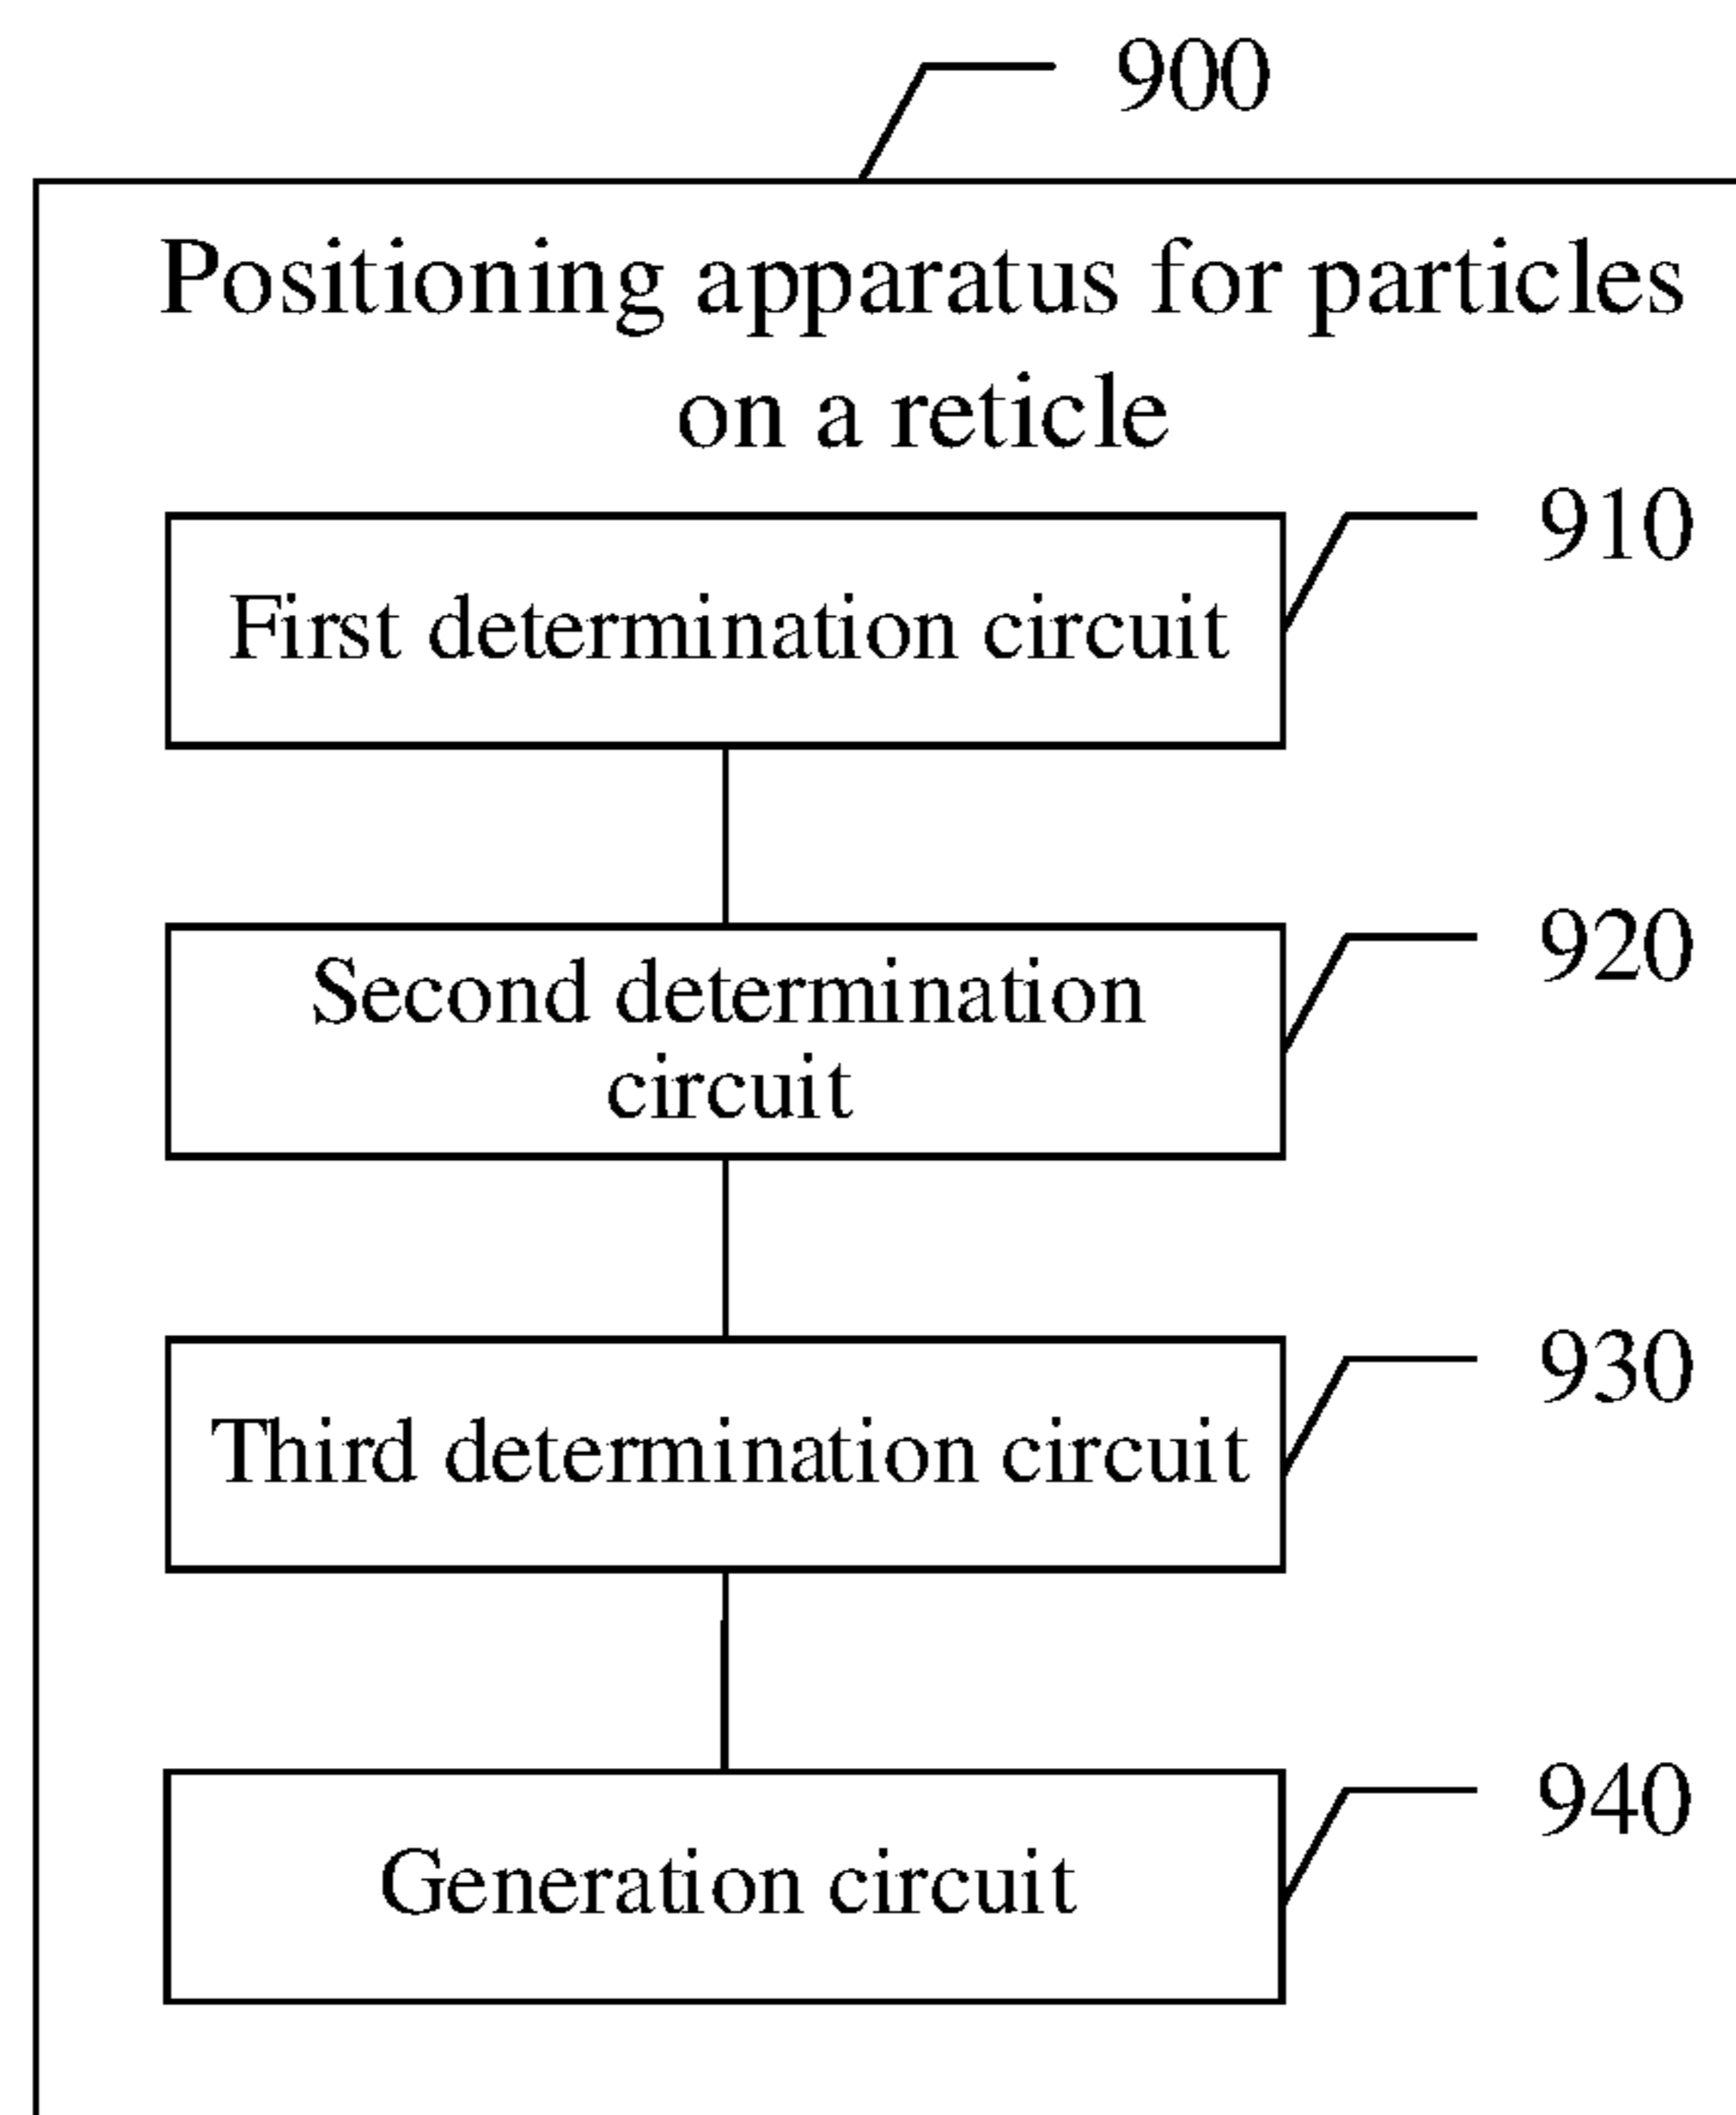 900
Positioning apparatus for particles
on a reticle
910
First determination circuit
920
Second determination
circuit
930
Third determination circuit
940
Generation circuit